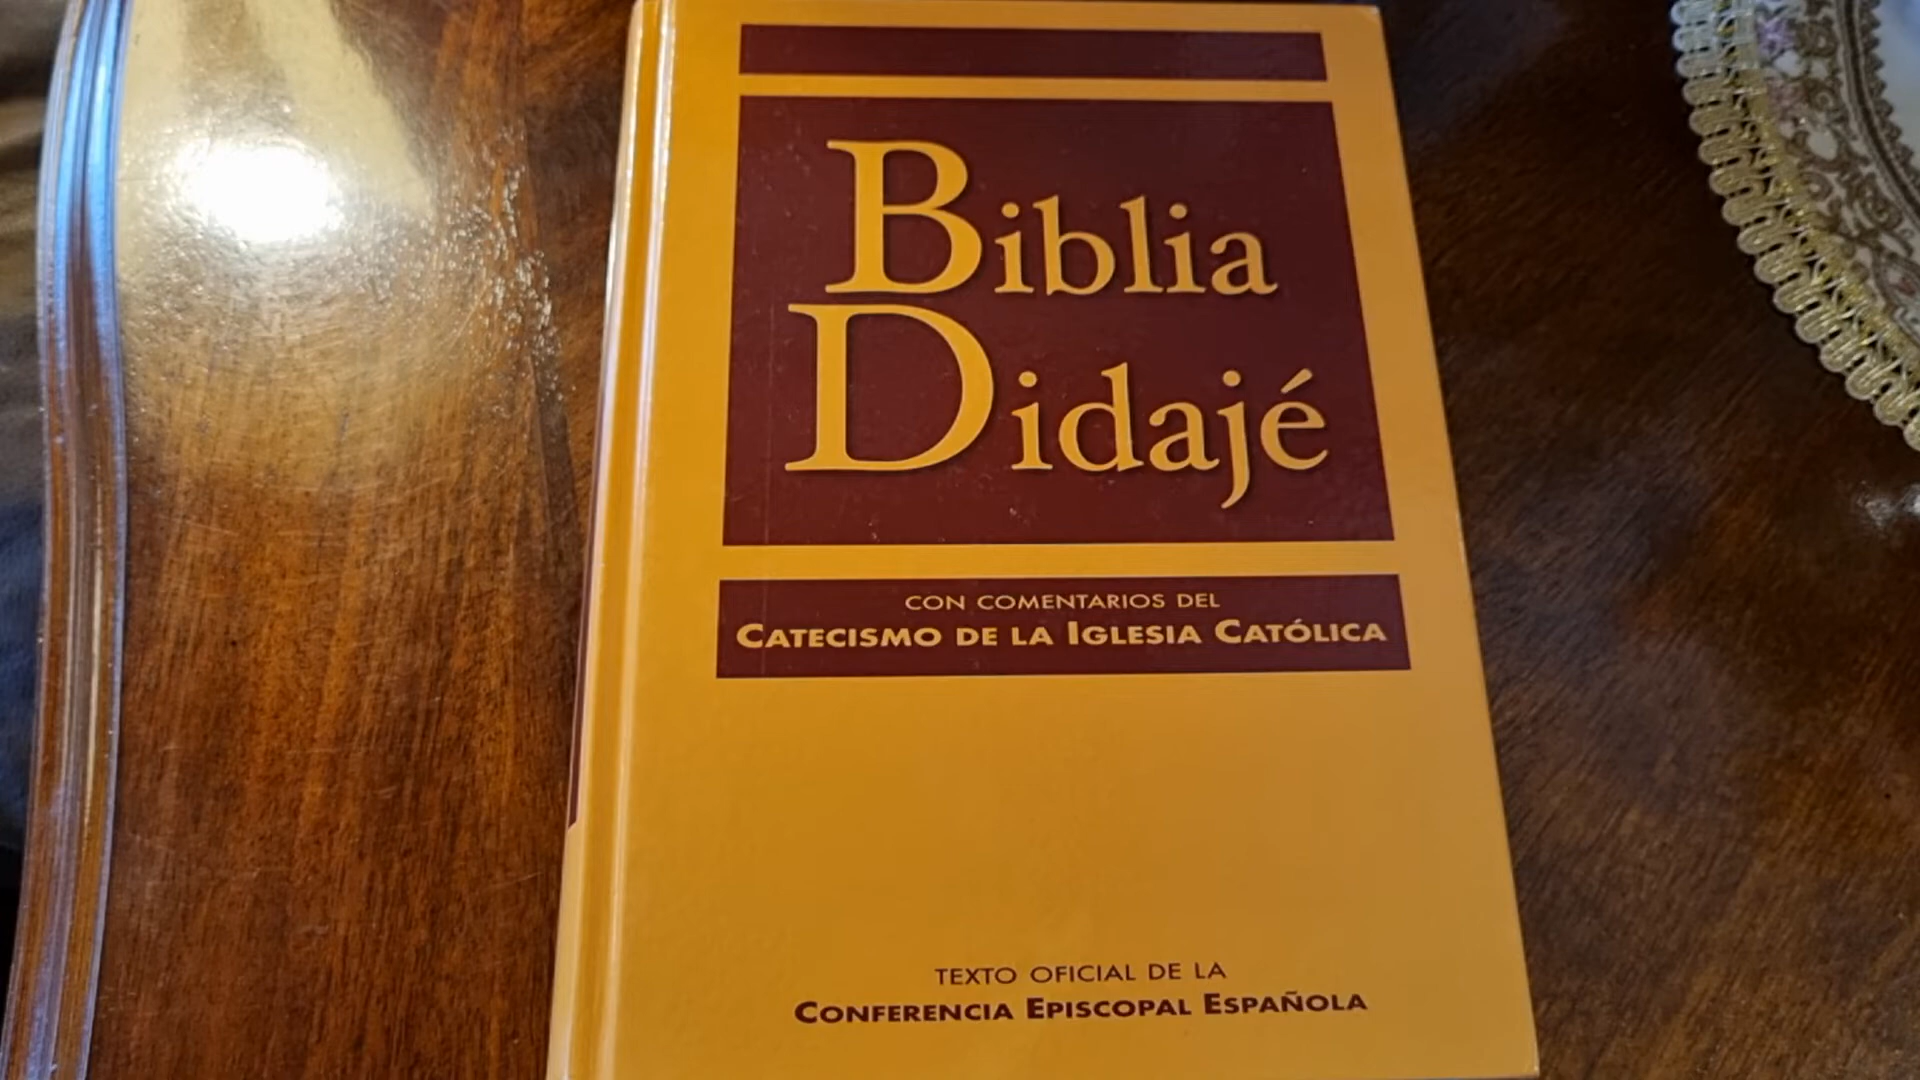 Biblia
Didajé
CON COMENTARIOS DEL
CATECISMO DE LA IGLESIA CATÓLICA
TEXTO OFICIAL DE LA
CONFERENCIA EPISCOPAL ESPAÑOLA